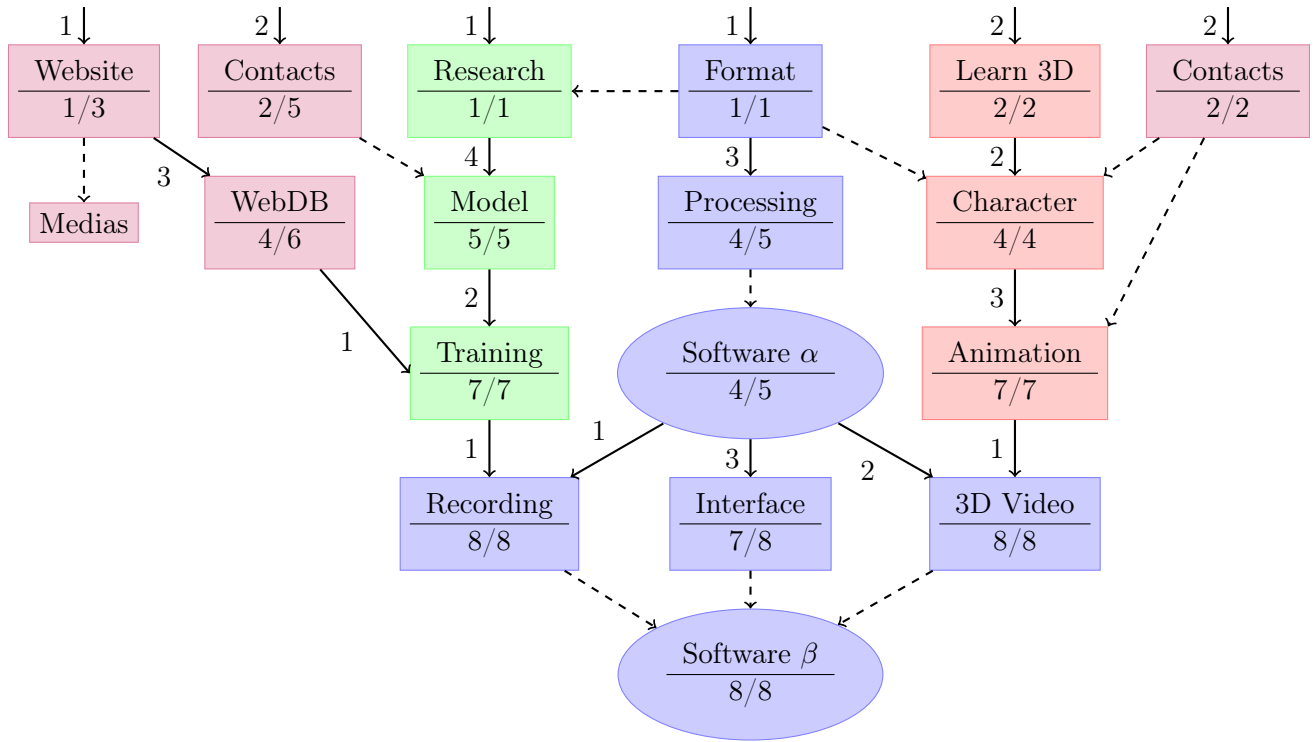 1 2 1 1 2 2
Website Contacts Research Format Learn 3D Contacts
1/3 2/5 1/1 1/1 2/2 2/2
3 4 3 2
Medias WebDB Model Processing Character
4/6 5/5 4/5 4/4
1 2 3
Training Software α Animation
7/7 4/5 7/7
1 1 3 2 1
Recording Interface 3D Video
8/8 7/8 8/8
Software β
8/8